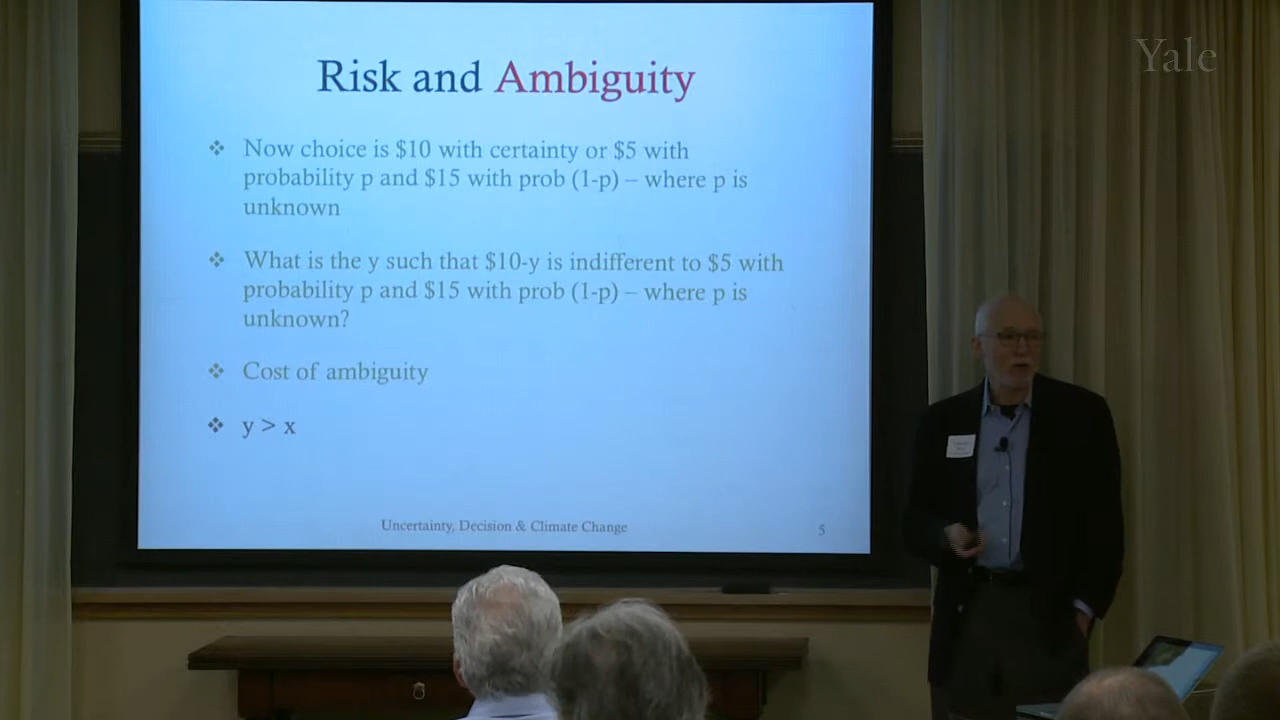 Yale
Risk and Ambiguity
❖ Now choice is $10 with certainty or $5 with
probability p and $15 with prob (1-p) – where p is
unknown
❖ What is the y such that $10-y is indifferent to $5 with
probability p and $15 with prob (1-p) – where p is
unknown?
❖ Cost of ambiguity
❖ y > x
Uncertainty, Decision & Climate Change
5